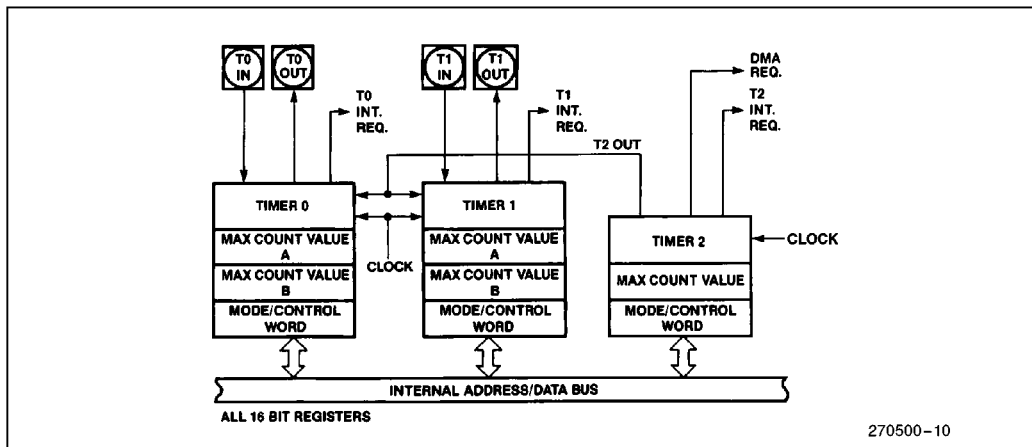 T0
IN
T0
OUT
T1
IN
T1
OUT
DMA
REQ.
T0
INT.
REQ.
T1
INT.
REQ.
T2
INT.
REQ.
T2 OUT
TIMER 0
MAX COUNT VALUE
A
MAX COUNT VALUE
B
MODE/CONTROL
WORD
CLOCK
TIMER 1
MAX COUNT VALUE
A
MAX COUNT VALUE
B
MODE/CONTROL
WORD
TIMER 2
MAX COUNT VALUE
MODE/CONTROL
WORD
CLOCK
INTERNAL ADDRESS/DATA BUS
ALL 16 BIT REGISTERS
270500–10